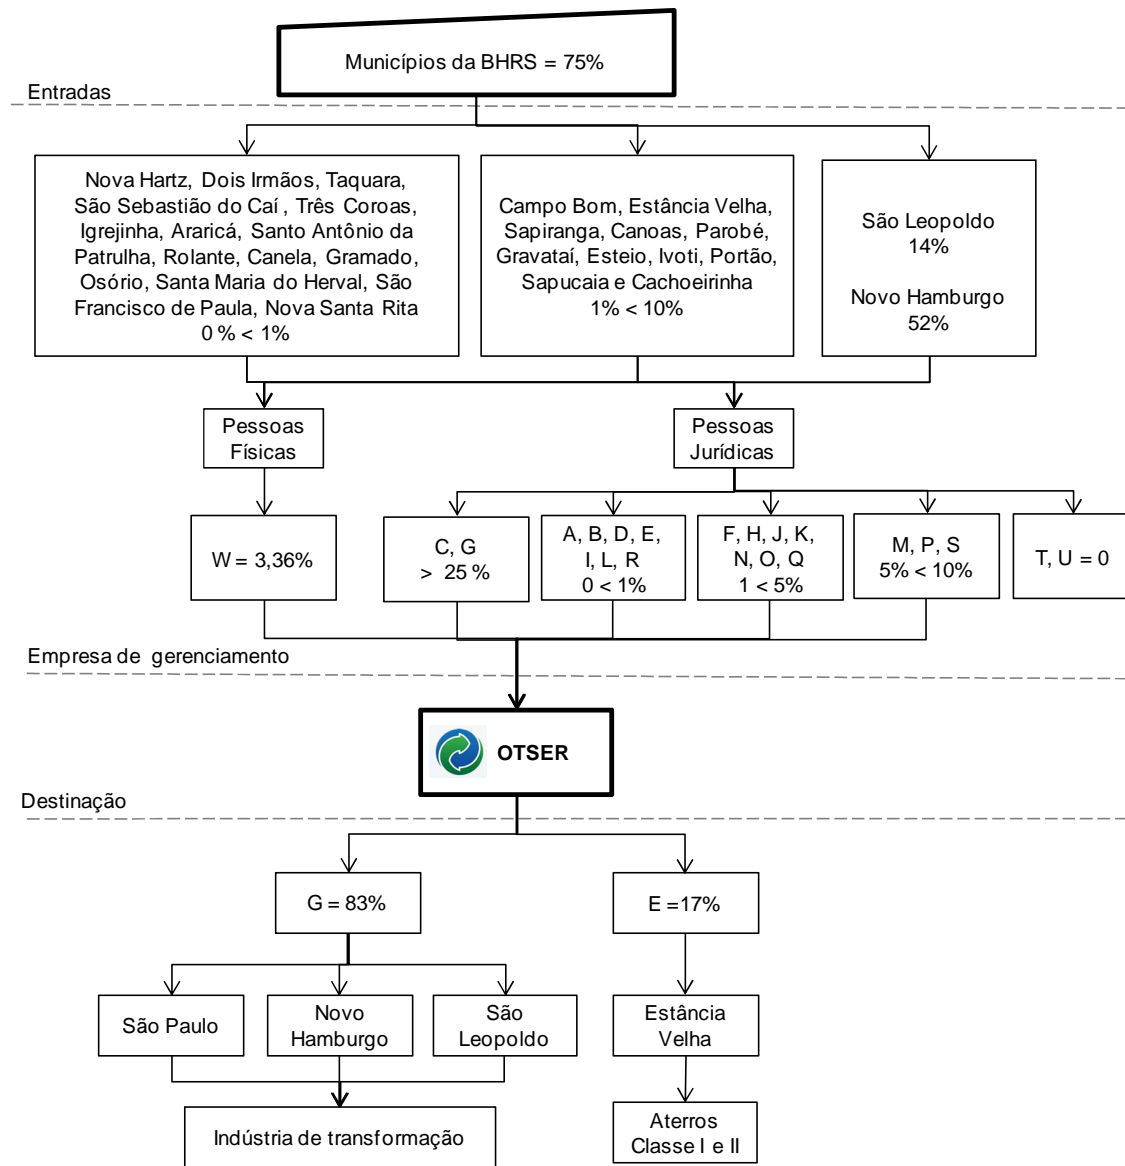 Municípios da BHRS = 75%
Entradas
Nova Hartz, Dois Irmãos, Taquara,
São Sebastião do Caí , Três Coroas,
Igrejinha, Araricá, Santo Antônio da
Patrulha, Rolante, Canela, Gramado,
Osório, Santa Maria do Herval, São
Francisco de Paula, Nova Santa Rita
0 % < 1%
Campo Bom, Estância Velha,
Sapiranga, Canoas, Parobé,
Gravataí, Esteio, Ivoti, Portão,
Sapucaia e Cachoeirinha
1% < 10%
São Leopoldo
14%
Novo Hamburgo
52%
Pessoas
Físicas
Pessoas
Jurídicas
W = 3,36%
C, G
> 25 %
A, B, D, E,
I, L, R
0 < 1%
F, H, J, K,
N, O, Q
1 < 5%
M, P, S
5% < 10%
T, U = 0
Empresa de gerenciamento
OTSER
Destinação
G = 83%
E =17%
São Paulo
Novo
Hamburgo
São
Leopoldo
Estância
Velha
Indústria de transformação
Aterros
Classe I e II